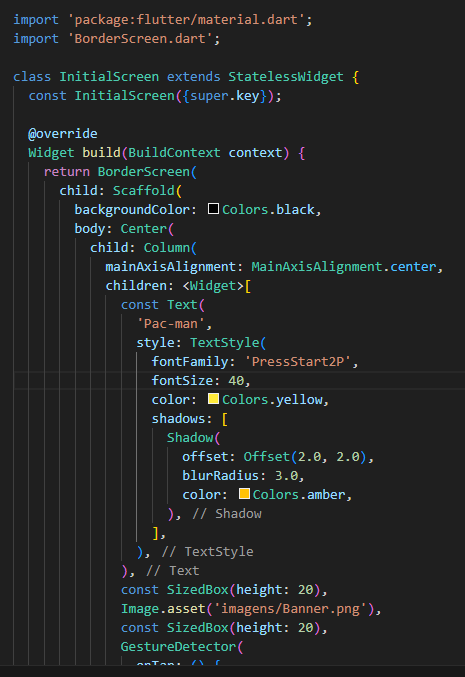 import 'package:flutter/material.dart';
import 'BorderScreen.dart';
class InitialScreen extends StatelessWidget {
const InitialScreen({super.key});
@override
Widget build(BuildContext context) {
return BorderScreen(
child: Scaffold(
backgroundColor: Colors.black,
body: Center(
child: Column(
mainAxisAlignment: MainAxisAlignment.center,
children: <Widget>[
const Text(
'Pac-man',
style: TextStyle(
fontFamily: 'PressStart2P',
fontSize: 40,
color: Colors.yellow,
shadows: [
Shadow(
offset: Offset(2.0, 2.0),
blurRadius: 3.0,
color: Colors.amber,
), // Shadow
],
), // TextStyle
), // Text
const SizedBox(height: 20),
Image.asset('imagens/Banner.png'),
const SizedBox(height: 20),
GestureDetector(
onTap: () {